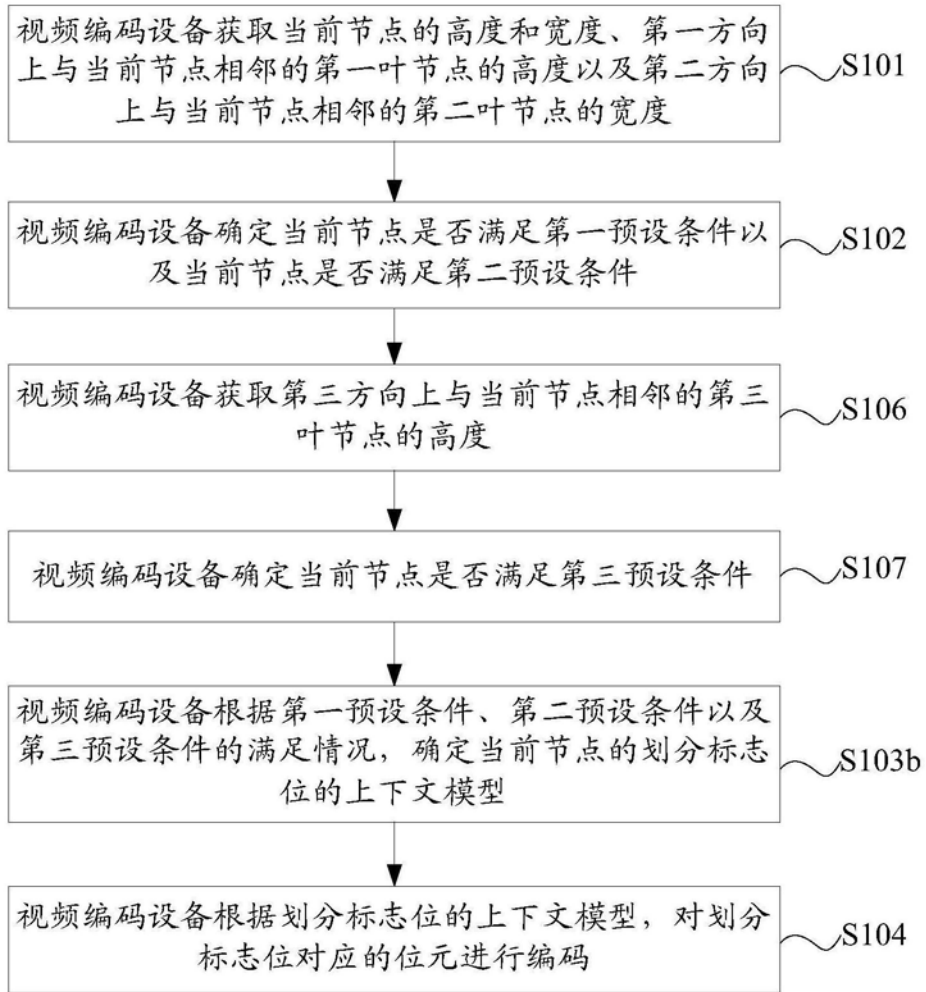 视频编码设备获取当前节点的高度和宽度、第一方向
上与当前节点相邻的第一叶节点的高度以及第二方向
上与当前节点相邻的第二叶节点的宽度
S101
视频编码设备确定当前节点是否满足第一预设条件以
及当前节点是否满足第二预设条件
S102
视频编码设备获取第三方向上与当前节点相邻的第三
叶节点的高度
S106
视频编码设备确定当前节点是否满足第三预设条件
S107
视频编码设备根据第一预设条件、第二预设条件以及
第三预设条件的满足情况，确定当前节点的划分标志
位的上下文模型
S103b
视频编码设备根据划分标志位的上下文模型，对划分
标志位对应的位元进行编码
S104